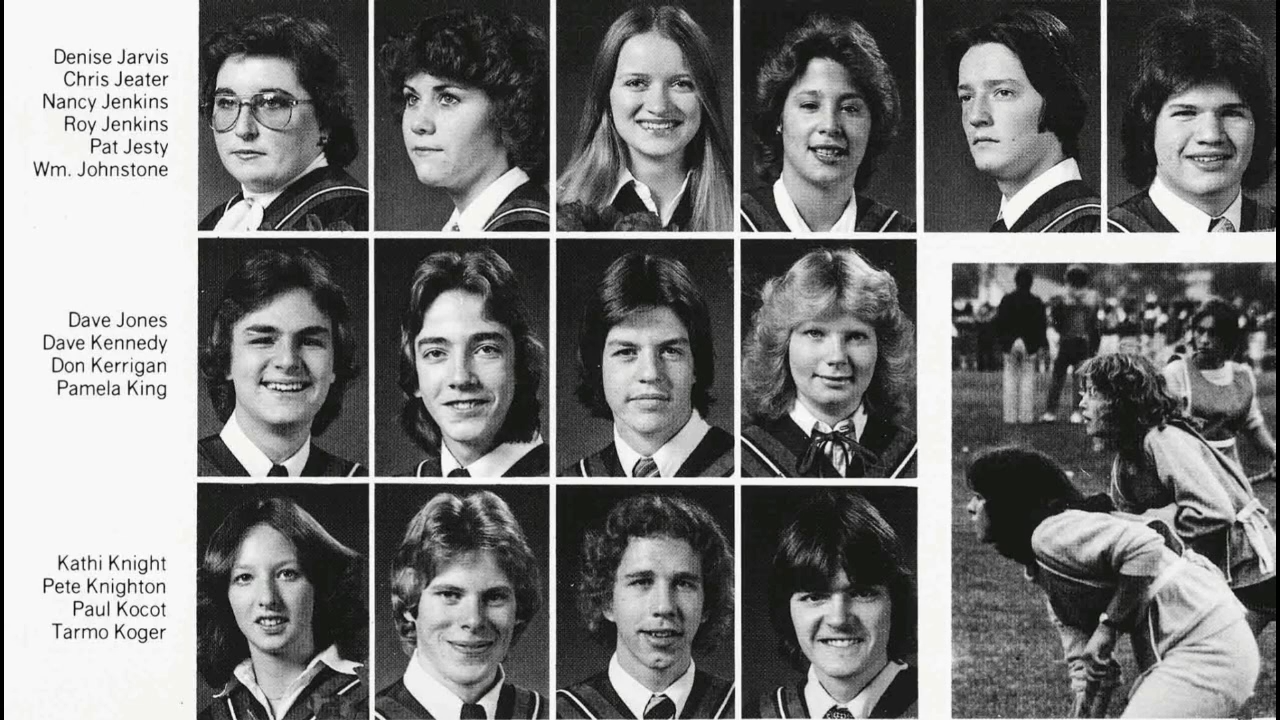 Denise Jarvis
Chris Jeater
Nancy Jenkins
Roy Jenkins
Pat Jesty
Wm. Johnstone
Dave Jones
Dave Kennedy
Don Kerrigan
Pamela King
Kathi Knight
Pete Knighton
Paul Kocot
Tarmo Koger